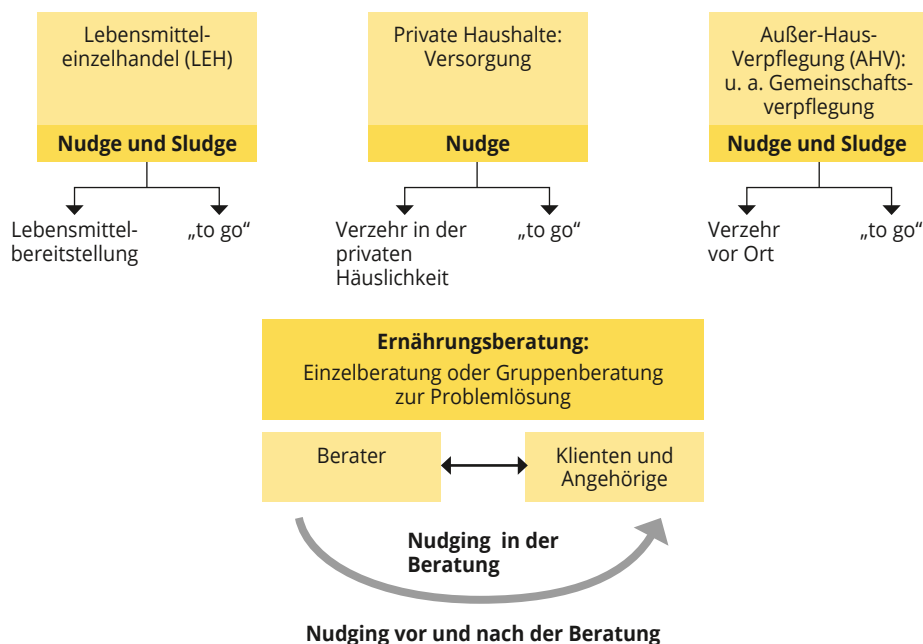 Lebensmittel-
einzelhandel (LEH)
Nudge und Sludge
Lebensmittel-
bereitstellung
„to go“
Private Haushalte:
Versorgung
Nudge
Verzehr in der
privaten
Häuslichkeit
„to go“
Außer-Haus-
Verpflegung (AHV):
u. a. Gemeinschafts-
verpflegung
Nudge und Sludge
Verzehr
vor Ort
„to go“
Ernährungsberatung:
Einzelberatung oder Gruppenberatung
zur Problemlösung
Berater
Klienten und
Angehörige
Nudging in der
Beratung
Nudging vor und nach der Beratung